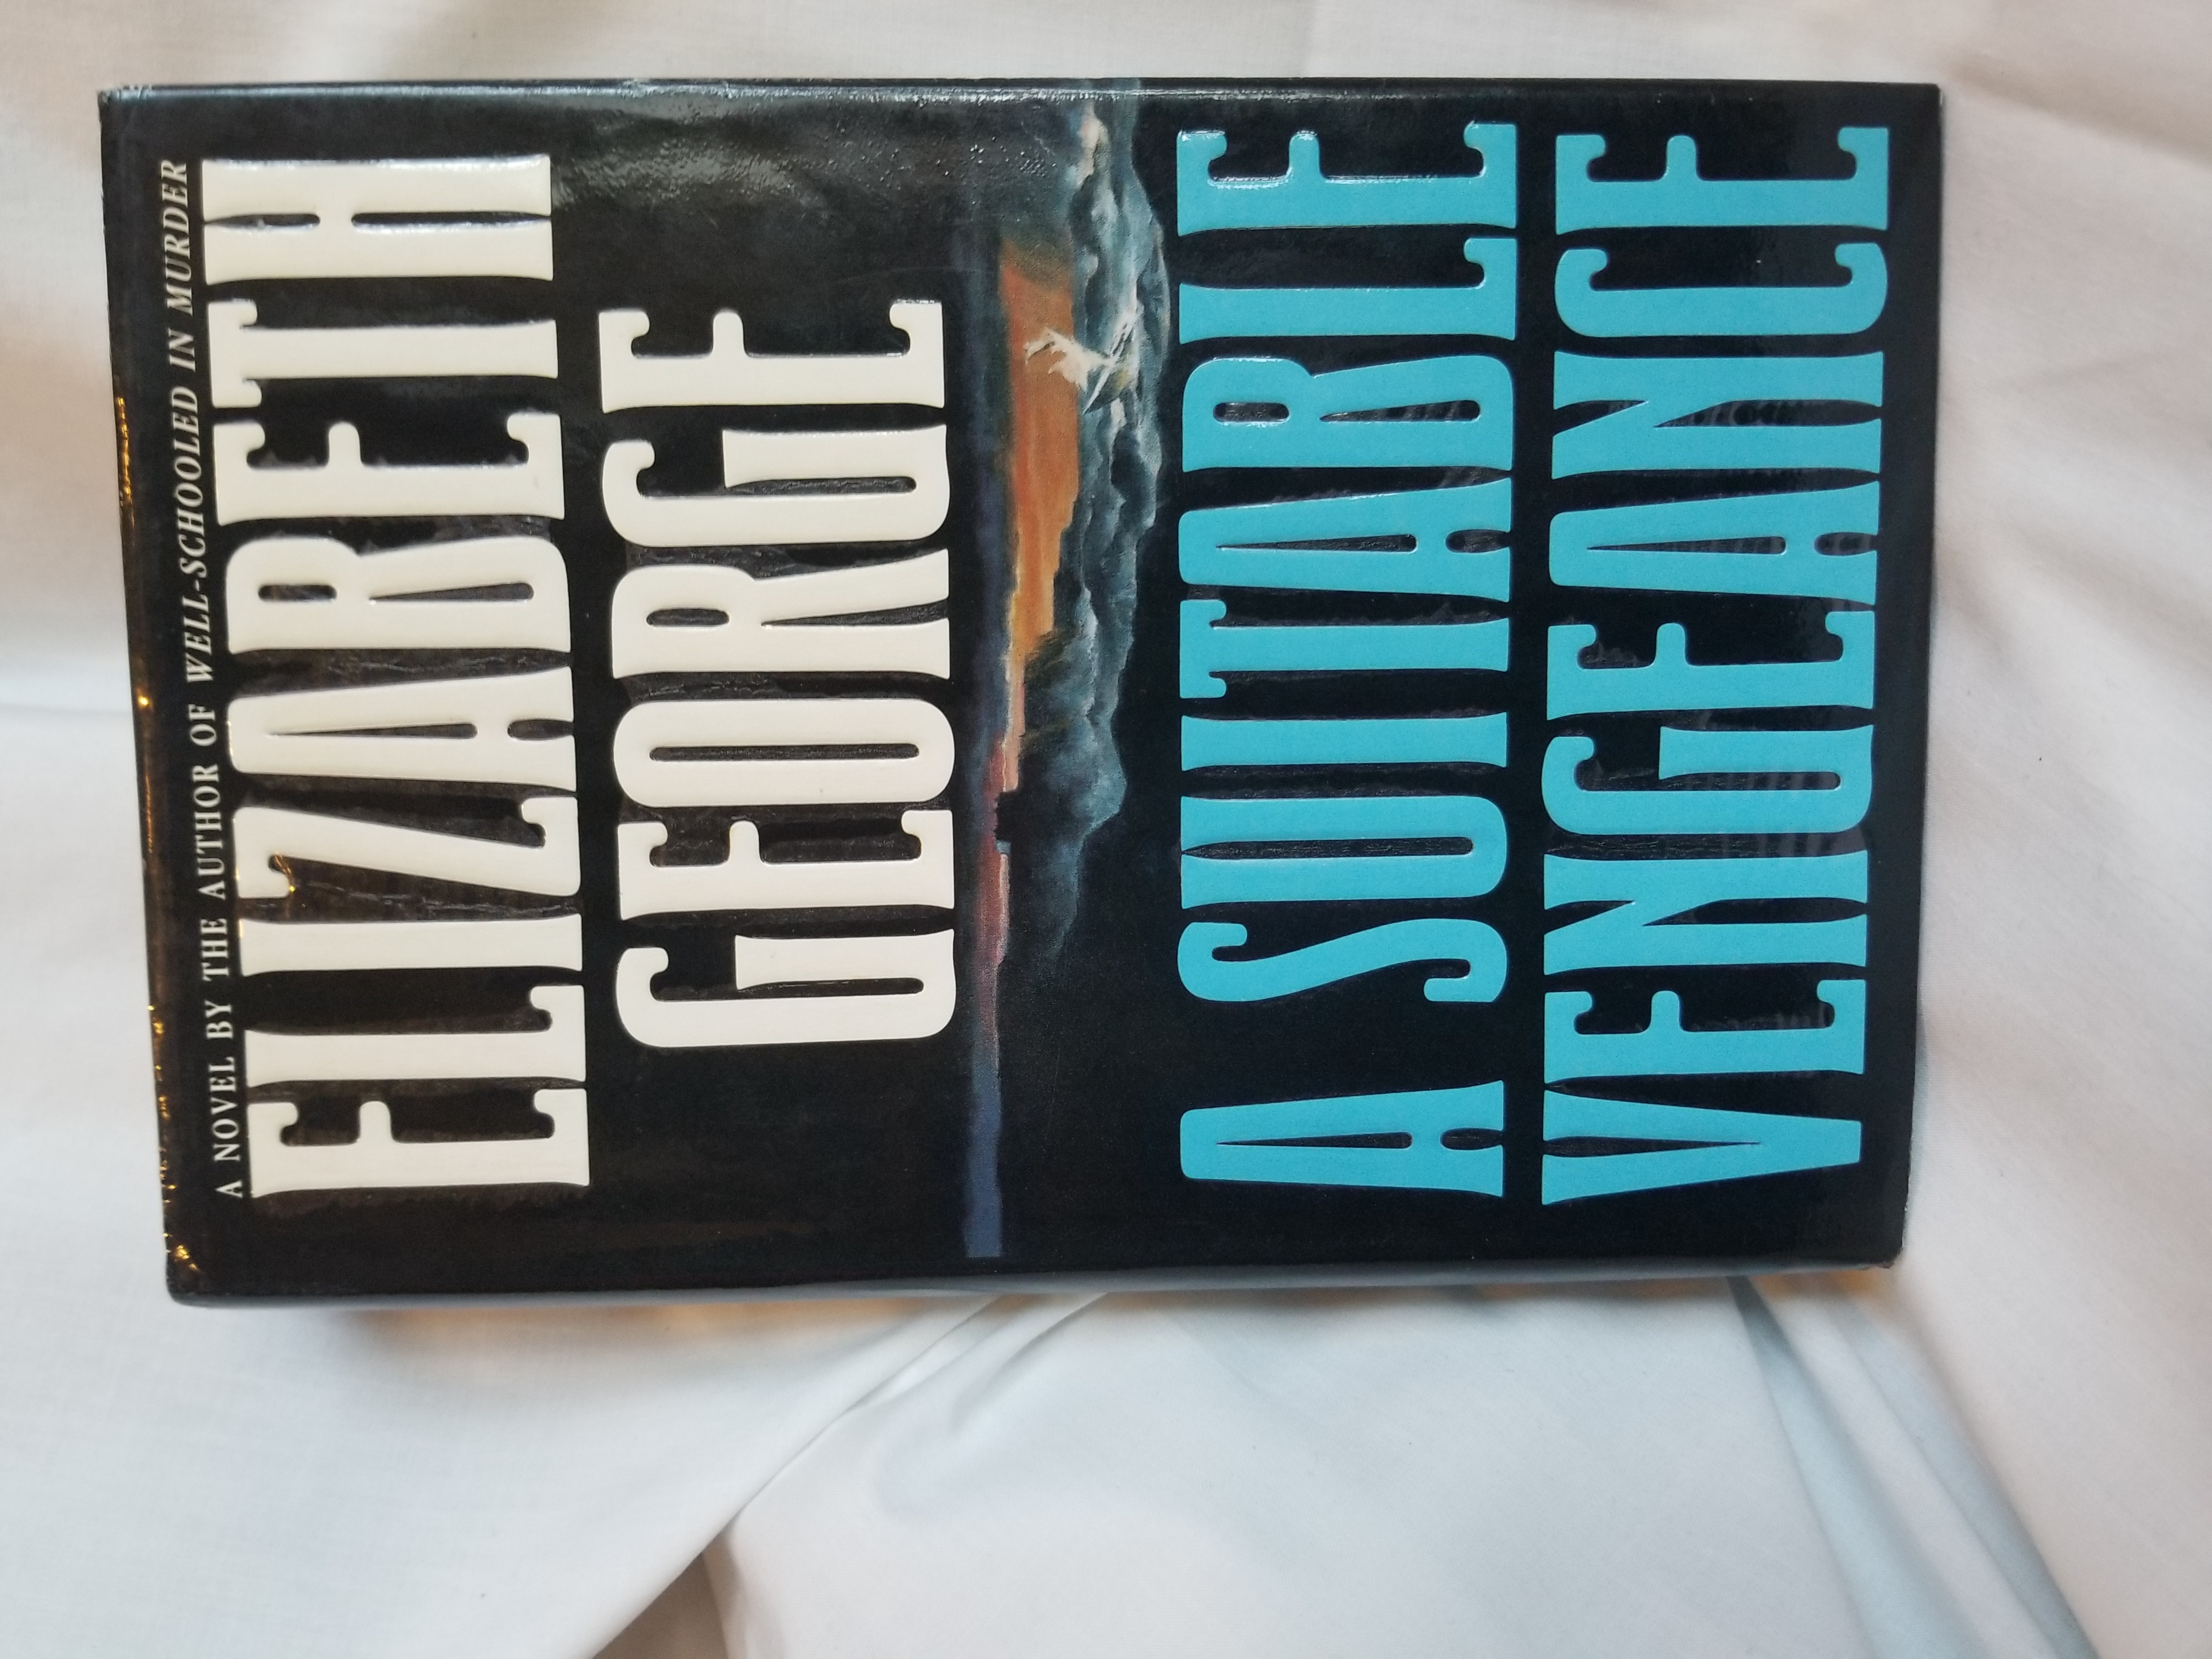 A NOVEL BY THE AUTHOR OF WELL-SCHOOLED IN MURDER
ELIZABETH
GEORGE
A SUITABLE
VENGEANCE